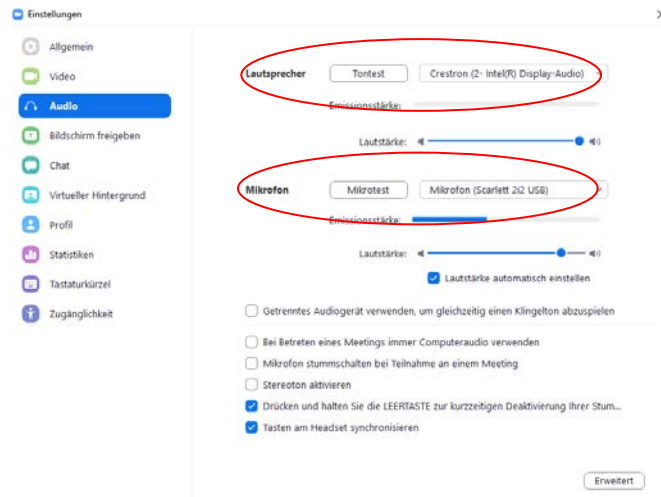 Einstellungen
Allgemein
Video
Audio
Bildschirm freigeben
Chat
Virtueller Hintergrund
Profil
Statistiken
Tastaturkürzel
Zugänglichkeit
Lautsprecher Tontest Crestron (2- Intel(R) Display-Audio)
Emissionsstärke:
Lautstärke:
Mikrofon Mikrotest Mikrofon (Scarlett 2i2 USB)
Emissionsstärke:
Lautstärke:
Lautstärke automatisch einstellen
Getrenntes Audiogerät verwenden, um gleichzeitig einen Klingelton abzuspielen
Bei Betreten eines Meetings immer Computeraudio verwenden
Mikrofon stummschalten bei Teilnahme an einem Meeting
Stereoton aktivieren
Drücken und halten Sie die LEERTASTE zur kurzzeitigen Deaktivierung Ihrer Stum...
Tasten am Headset synchronisieren
Erweitert